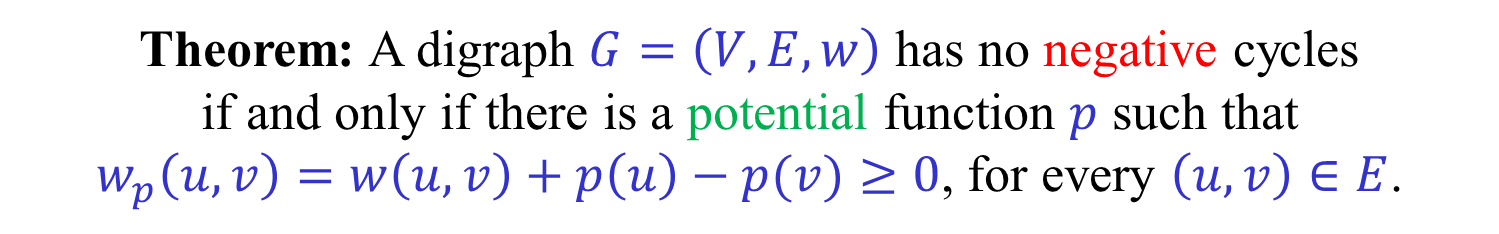 Theorem: A digraph G = (V, E, w) has no negative cycles
if and only if there is a potential function p such that
wₚ(u, v) = w(u, v) + p(u) − p(v) ≥ 0, for every (u, v) ∈ E.